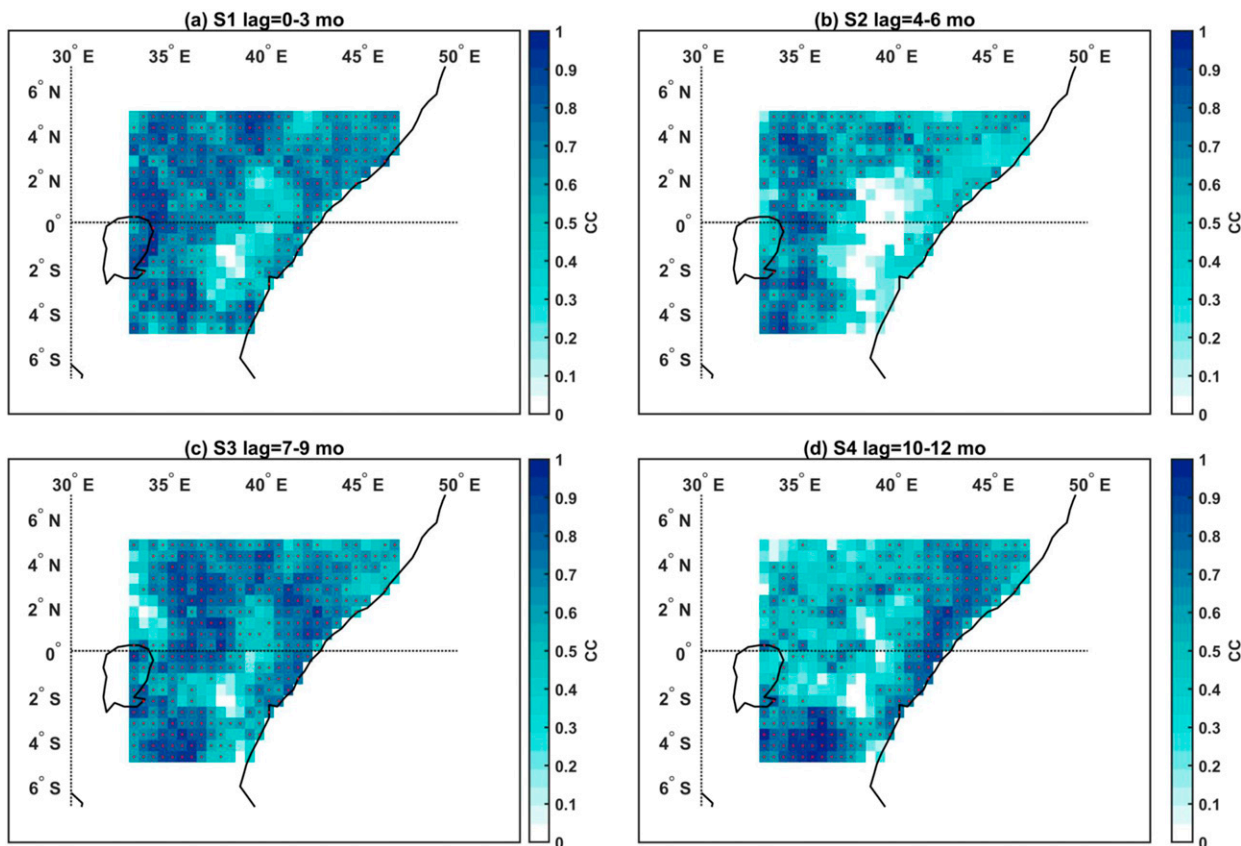 (a) S1 lag=0-3 mo
30° E 35° E 40° E 45° E 50° E
6° N
4° N
2° N
0°
2° S
4° S
6° S
1
0.9
0.8
0.7
0.6
0.5
0.4
0.3
0.2
0.1
0
CC
(b) S2 lag=4-6 mo
30° E 35° E 40° E 45° E 50° E
6° N
4° N
2° N
0°
2° S
4° S
6° S
1
0.9
0.8
0.7
0.6
0.5
0.4
0.3
0.2
0.1
0
CC
(c) S3 lag=7-9 mo
30° E 35° E 40° E 45° E 50° E
6° N
4° N
2° N
0°
2° S
4° S
6° S
1
0.9
0.8
0.7
0.6
0.5
0.4
0.3
0.2
0.1
0
CC
(d) S4 lag=10-12 mo
30° E 35° E 40° E 45° E 50° E
6° N
4° N
2° N
0°
2° S
4° S
6° S
1
0.9
0.8
0.7
0.6
0.5
0.4
0.3
0.2
0.1
0
CC